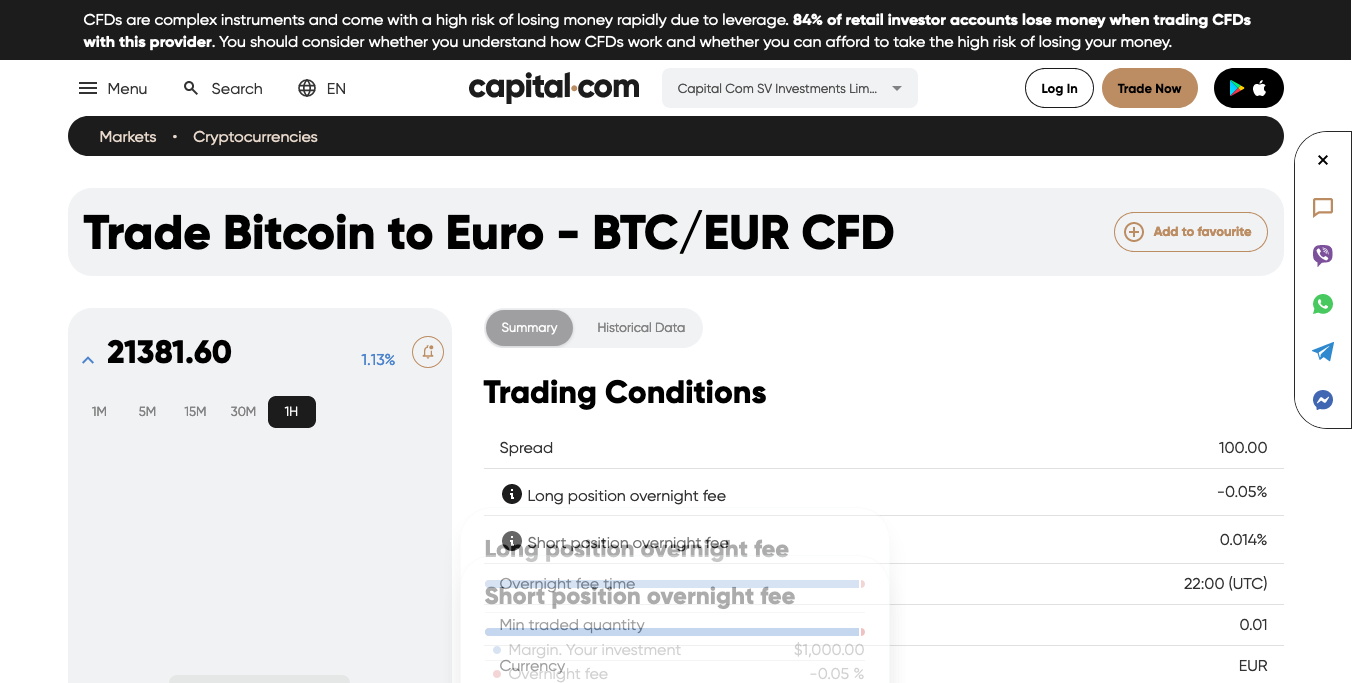 CFDs are complex instruments and come with a high risk of losing money rapidly due to leverage. 84% of retail investor accounts lose money when trading CFDs
with this provider. You should consider whether you understand how CFDs work and whether you can afford to take the high risk of losing your money.
Menu Search EN capital.com Capital Com SV Investments Lim... Log In Trade Now
Markets • Cryptocurrencies
Trade Bitcoin to Euro - BTC/EUR CFD Add to favourite
21381.60 1.13%
1M 5M 15M 30M 1H
Summary Historical Data
Trading Conditions
Spread 100.00
Long position overnight fee -0.05%
Short position overnight fee 0.014%
Long position overnight fee
Overnight fee time 22:00 (UTC)
Short position overnight fee
Min traded quantity 0.01
Margin. Your investment $1,000.00
Currency EUR
Overnight fee -0.05 %